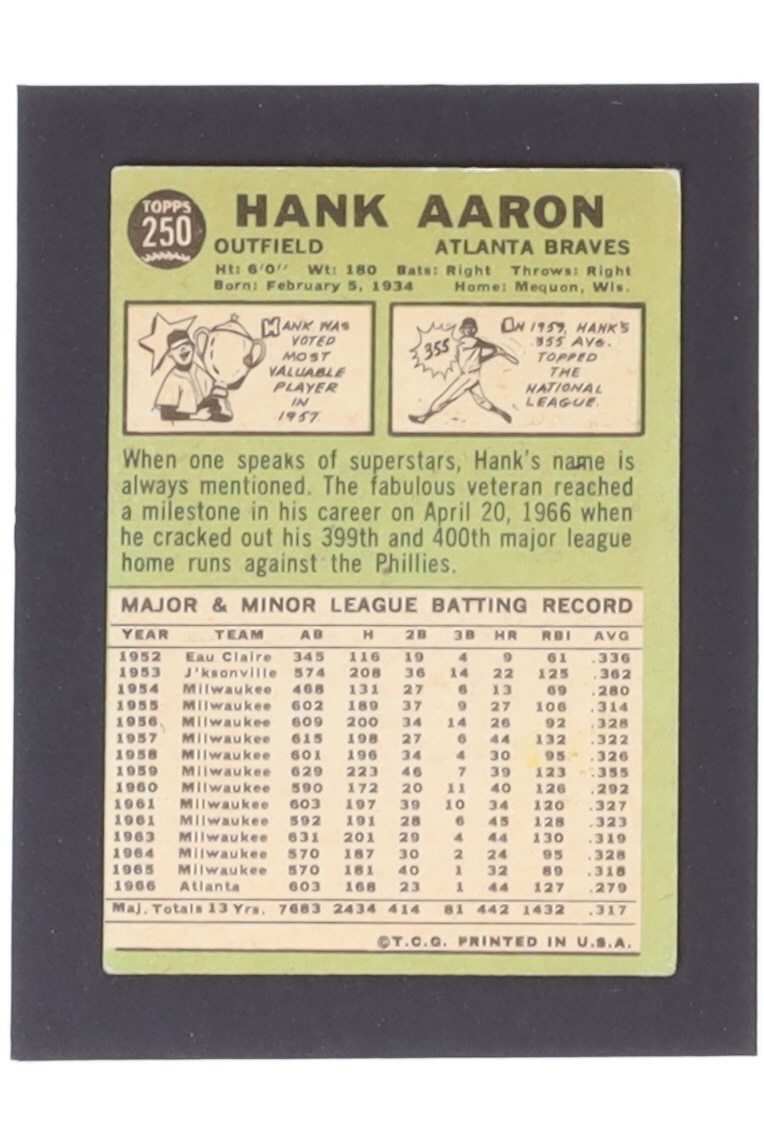 TOPPS
250
HANK AARON
OUTFIELD ATLANTA BRAVES
Ht: 6'0" Wt: 180 Bats: Right Throws: Right
Born: February 5, 1934 Home: Mequon, Wis.
HANK WAS
VOTED
MOST
VALUABLE
PLAYER
IN
1957.
355
IN 1959, HANK'S
.355 AVG.
TOPPED
THE
NATIONAL
LEAGUE.
When one speaks of superstars, Hank's name is
always mentioned. The fabulous veteran reached
a milestone in his career on April 20, 1966 when
he cracked out his 399th and 400th major league
home runs against the Phillies.
MAJOR & MINOR LEAGUE BATTING RECORD
YEAR TEAM AB H 2B 3B HR RBI AVG
1952 Eau Claire 345 116 19 4 9 61 .336
1953 J'ksonville 574 208 36 14 22 125 .362
1954 Milwaukee 468 131 27 6 13 69 .280
1955 Milwaukee 602 189 37 9 27 106 .314
1956 Milwaukee 609 200 34 14 26 92 .328
1957 Milwaukee 615 198 27 6 44 132 .322
1958 Milwaukee 601 196 34 4 30 95 .326
1959 Milwaukee 629 223 46 7 39 123 .355
1960 Milwaukee 590 172 20 11 40 126 .292
1961 Milwaukee 603 197 39 10 34 120 .327
1961 Milwaukee 592 191 28 6 45 128 .323
1963 Milwaukee 631 201 29 4 44 130 .319
1964 Milwaukee 570 187 30 2 24 95 .328
1965 Milwaukee 570 181 40 1 32 89 .318
1966 Atlanta 603 168 23 1 44 127 .279
Maj. Totals 13 Yrs. 7683 2434 414 81 442 1432 .317
©T.C.G. PRINTED IN U.S.A.